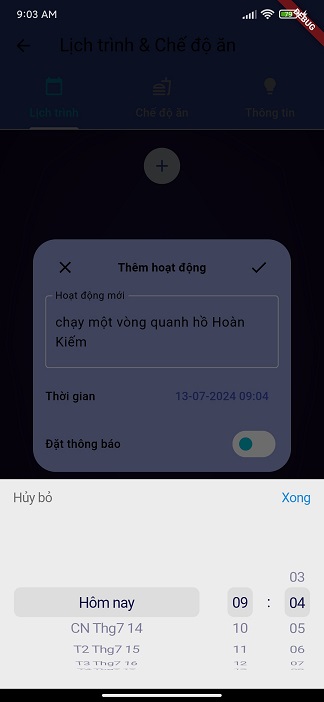 9:03 AM
79
DEBUG
Lịch trình & Chế độ ăn
Lịch trình
Chế độ ăn
Thông tin
Thêm hoạt động
Hoạt động mới
chạy một vòng quanh hồ Hoàn
Kiếm
Thời gian
13-07-2024 09:04
Đặt thông báo
Hủy bỏ
Xong
03
Hôm nay
09
:
04
CN Thg7 14
10
05
T2 Thg7 15
11
06
T3 Thg7 16
12
07